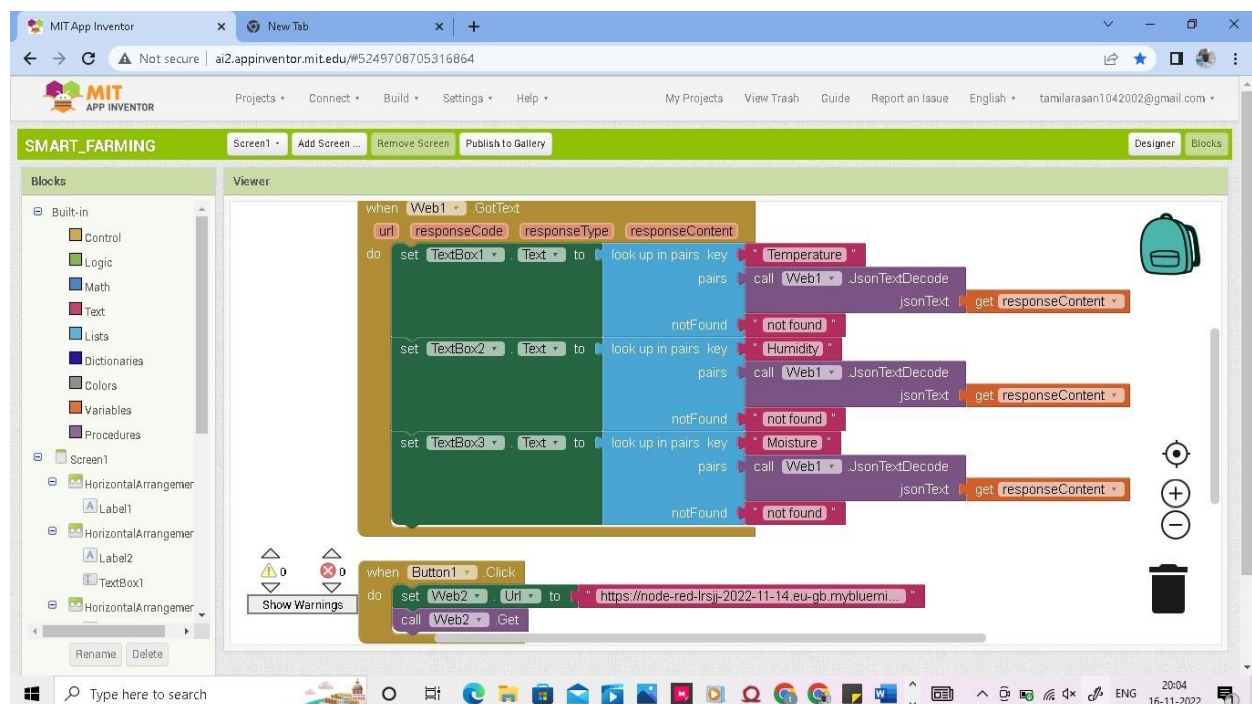 MIT App Inventor
New Tab
Not secure | ai2.appinventor.mit.edu/#5249708705316864
MIT
APP INVENTOR
Projects Connect Build Settings Help My Projects View Trash Guide Report an Issue English tamilarasan1042002@gmail.com
SMART_FARMING
Screen1 Add Screen ... Remove Screen Publish to Gallery Designer Blocks
Blocks
Built-in
Control
Logic
Math
Text
Lists
Dictionaries
Colors
Variables
Procedures
Screen1
HorizontalArrangemer
Label1
HorizontalArrangemer
Label2
TextBox1
HorizontalArrangemer
Rename Delete
Viewer
when Web1 .GotText
url responseCode responseType responseContent
do set TextBox1 . Text to look up in pairs key " Temperature "
pairs call Web1 .JsonTextDecode
jsonText get responseContent
notFound " not found "
set TextBox2 . Text to look up in pairs key " Humidity "
pairs call Web1 .JsonTextDecode
jsonText get responseContent
notFound " not found "
set TextBox3 . Text to look up in pairs key " Moisture "
pairs call Web1 .JsonTextDecode
jsonText get responseContent
notFound " not found "
when Button1 .Click
do set Web2 . Url to " https://node-red-lrsjj-2022-11-14.eu-gb.mybluemi... "
call Web2 .Get
0 0
Show Warnings
Type here to search
ENG
20:04
16-11-2022